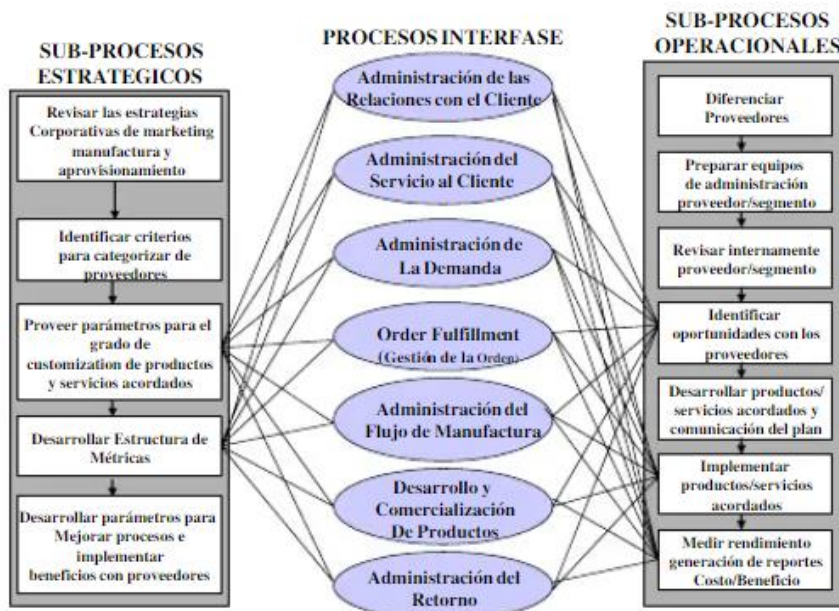 SUB-PROCESOS
ESTRATEGICOS
Revisar las estrategias
Corporativas de marketing
manufactura y
aprovisionamiento
Identificar criterios
para categorizar de
proveedores
Proveer parámetros para el
grado de
customization de productos
y servicios acordados
Desarrollar Estructura de
Métricas
Desarrollar parámetros para
Mejorar procesos e
implementar
beneficios con proveedores
PROCESOS INTERFASE
Administración de las
Relaciones con el Cliente
Administración del
Servicio al Cliente
Administración de
La Demanda
Order Fulfillment
(Gestión de la Orden)
Administración del
Flujo de Manufactura
Desarrollo y
Comercialización
De Productos
Administración del
Retorno
SUB-PROCESOS
OPERACIONALES
Diferenciar
Proveedores
Preparar equipos
de administración
proveedor/segmento
Revisar internamente
proveedor/segmento
Identificar
oportunidades con los
proveedores
Desarrollar productos/
servicios acordados y
comunicación del plan
Implementar
productos/servicios
acordados
Medir rendimiento
generación de reportes
Costo/Beneficio